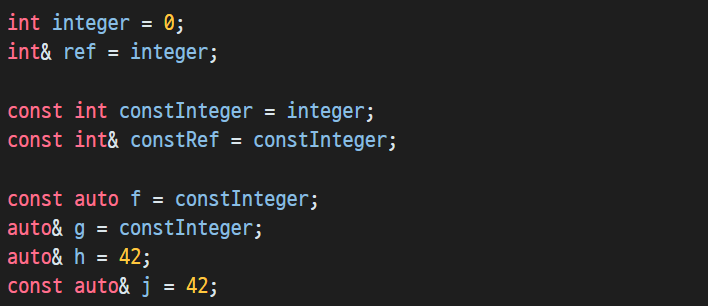 int integer = 0;
int& ref = integer;
const int constInteger = integer;
const int& constRef = constInteger;
const auto f = constInteger;
auto& g = constInteger;
auto& h = 42;
const auto& j = 42;